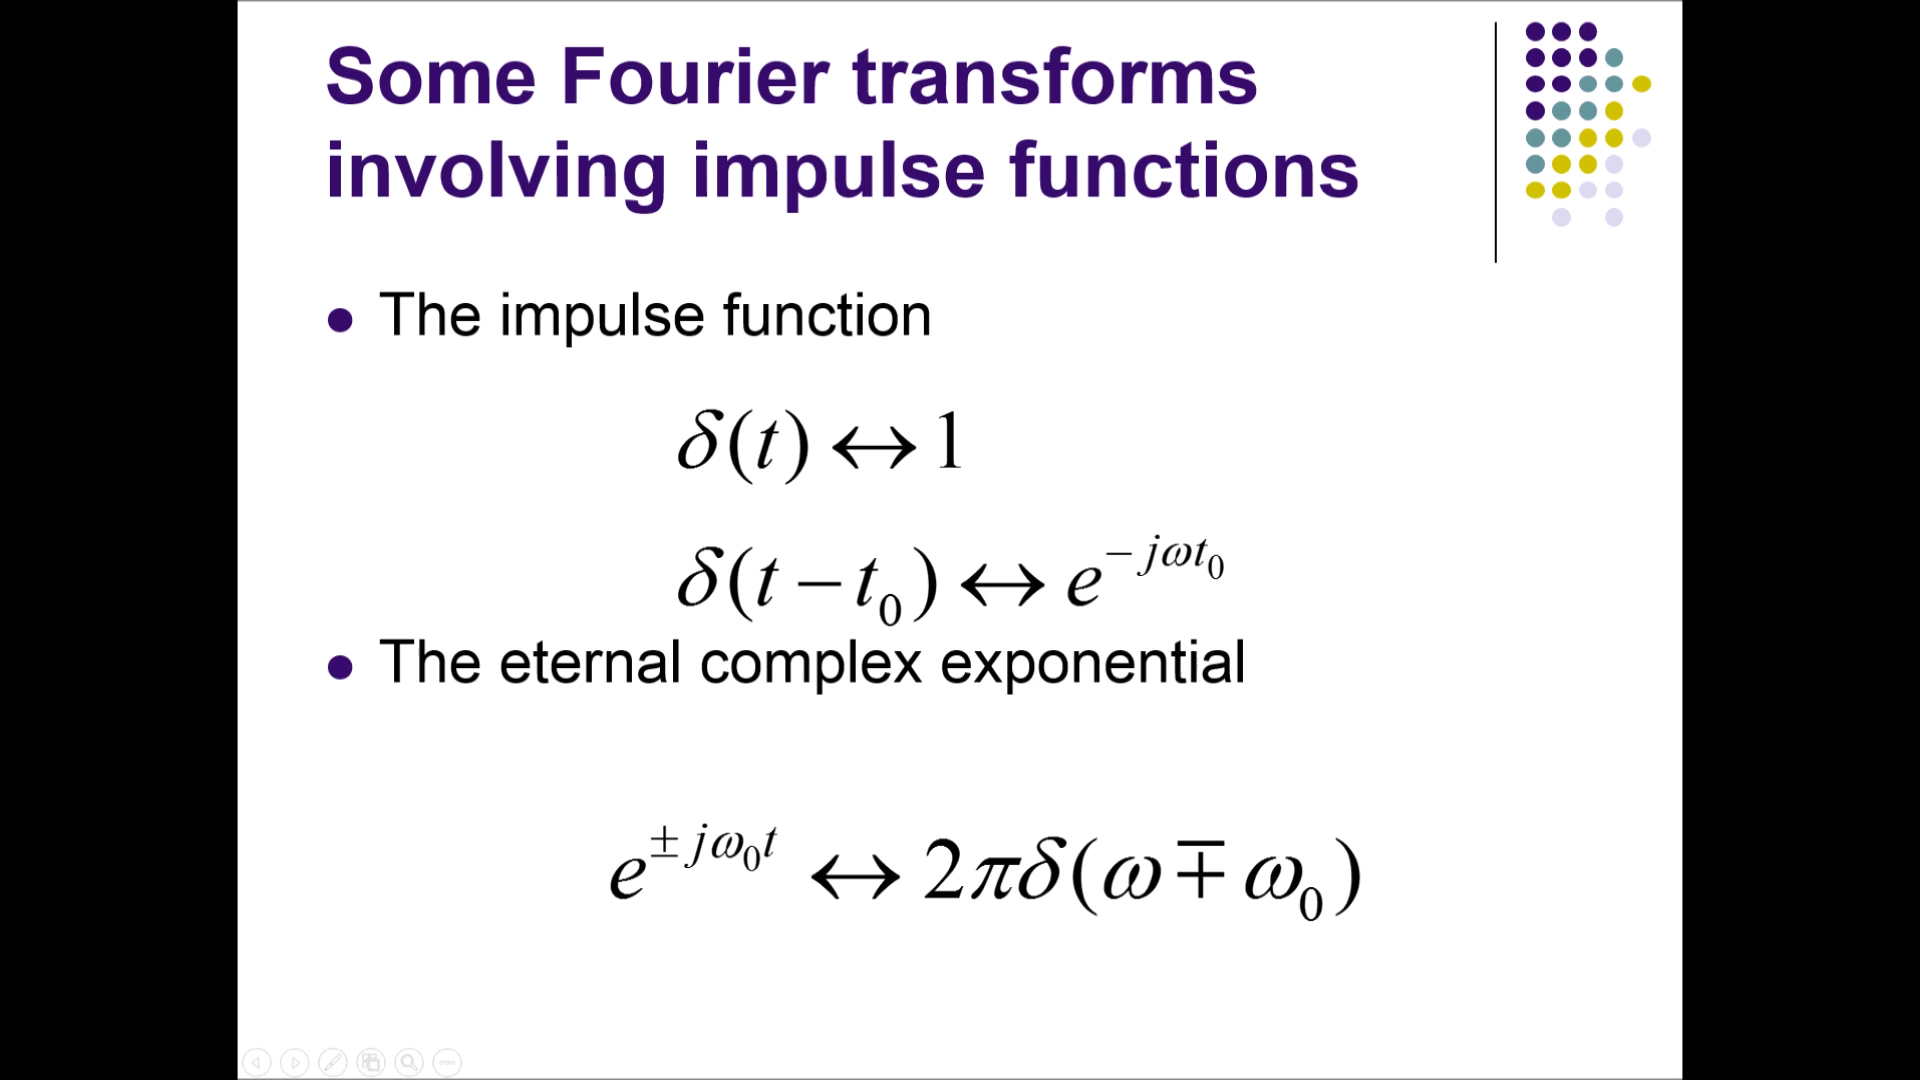 Some Fourier transforms
involving impulse functions
The impulse function
δ(t)↔1
δ(t−t₀)↔e^{−jωt₀}
The eternal complex exponential
e^{±jω₀t}↔2πδ(ω∓ω₀)